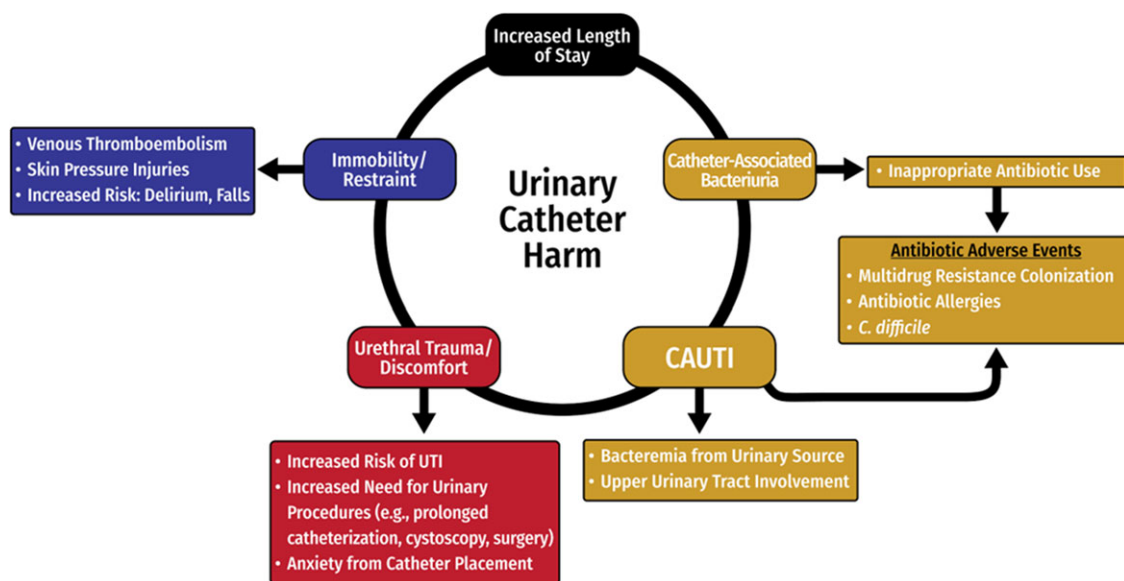 Increased Length
of Stay
Immobility/
Restraint
• Venous Thromboembolism
• Skin Pressure Injuries
• Increased Risk: Delirium, Falls
Urinary
Catheter
Harm
Catheter-Associated
Bacteriuria
• Inappropriate Antibiotic Use
Antibiotic Adverse Events
• Multidrug Resistance Colonization
• Antibiotic Allergies
• C. difficile
Urethral Trauma/
Discomfort
CAUTI
• Increased Risk of UTI
• Increased Need for Urinary
Procedures (e.g., prolonged
catheterization, cystoscopy, surgery)
• Anxiety from Catheter Placement
• Bacteremia from Urinary Source
• Upper Urinary Tract Involvement